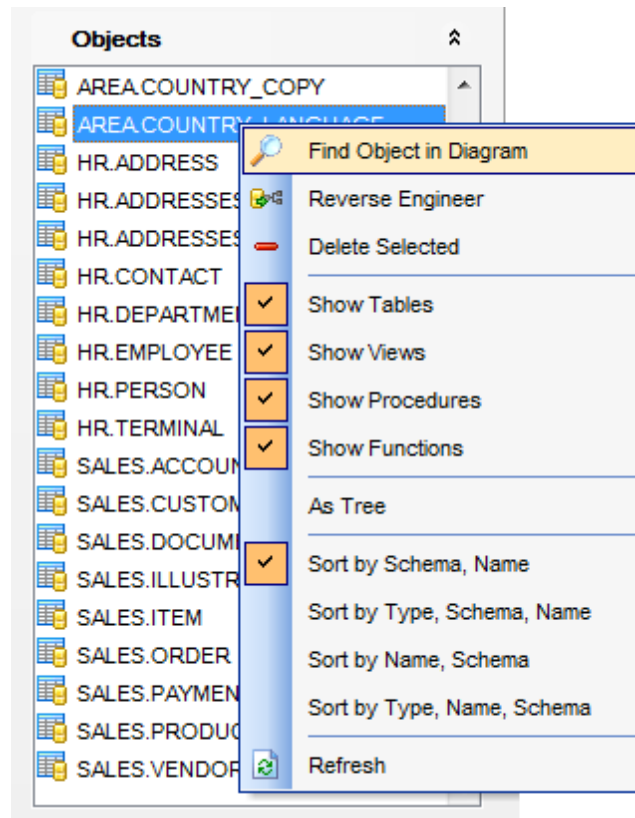 Objects
AREA.COUNTRY_COPY
AREA.COUNTRY_LANGUAGE
HR.ADDRESS
HR.ADDRESSES
HR.ADDRESSES
HR.CONTACT
HR.DEPARTME
HR.EMPLOYEE
HR.PERSON
HR.TERMINAL
SALES.ACCOUN
SALES.CUSTOM
SALES.DOCUM
SALES.ILLUSTR
SALES.ITEM
SALES.ORDER
SALES.PAYMEN
SALES.PRODUC
SALES.VENDOR
Find Object in Diagram
Reverse Engineer
Delete Selected
Show Tables
Show Views
Show Procedures
Show Functions
As Tree
Sort by Schema, Name
Sort by Type, Schema, Name
Sort by Name, Schema
Sort by Type, Name, Schema
Refresh